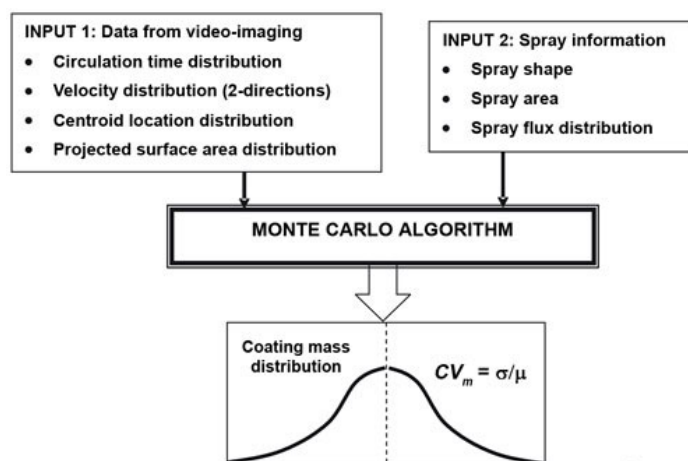 INPUT 1: Data from video-imaging
• Circulation time distribution
• Velocity distribution (2-directions)
• Centroid location distribution
• Projected surface area distribution
INPUT 2: Spray information
• Spray shape
• Spray area
• Spray flux distribution
MONTE CARLO ALGORITHM
Coating mass
distribution
CVₘ = σ/μ